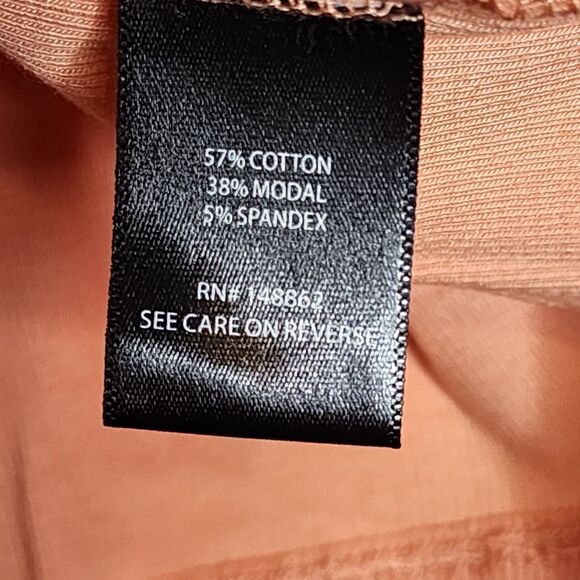 57% COTTON
38% MODAL
5% SPANDEX
RN# 148862
SEE CARE ON REVERSE